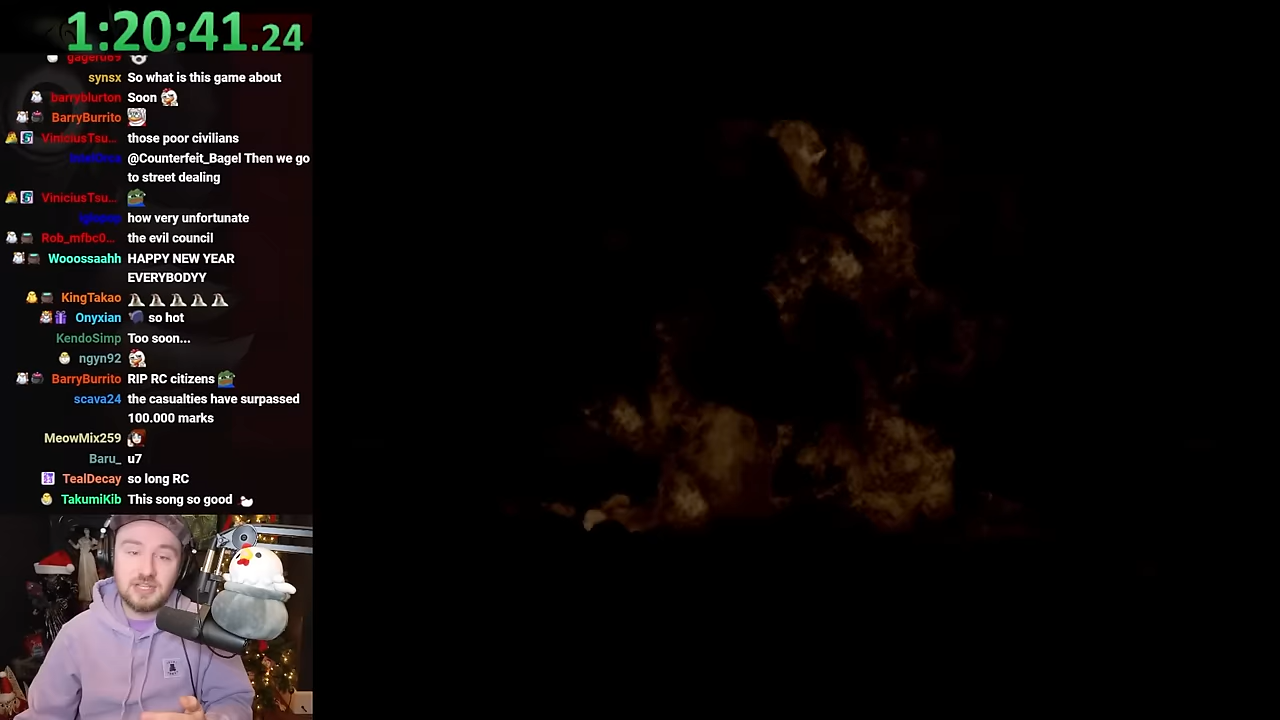 1:20:41.24
gageru69
synsx So what is this game about
barryblurton Soon
BarryBurrito
ViniciusTsu... those poor civilians
@Counterfeit_Bagel Then we go
to street dealing
ViniciusTsu...
how very unfortunate
Rob_mfbc0... the evil council
Wooossaahh HAPPY NEW YEAR
EVERYBODYY
KingTakao
Onyxian so hot
KendoSimp Too soon...
ngyn92
BarryBurrito RIP RC citizens
scava24 the casualties have surpassed
100.000 marks
MeowMix259
Baru_ u7
TealDecay so long RC
TakumiKib This song so good